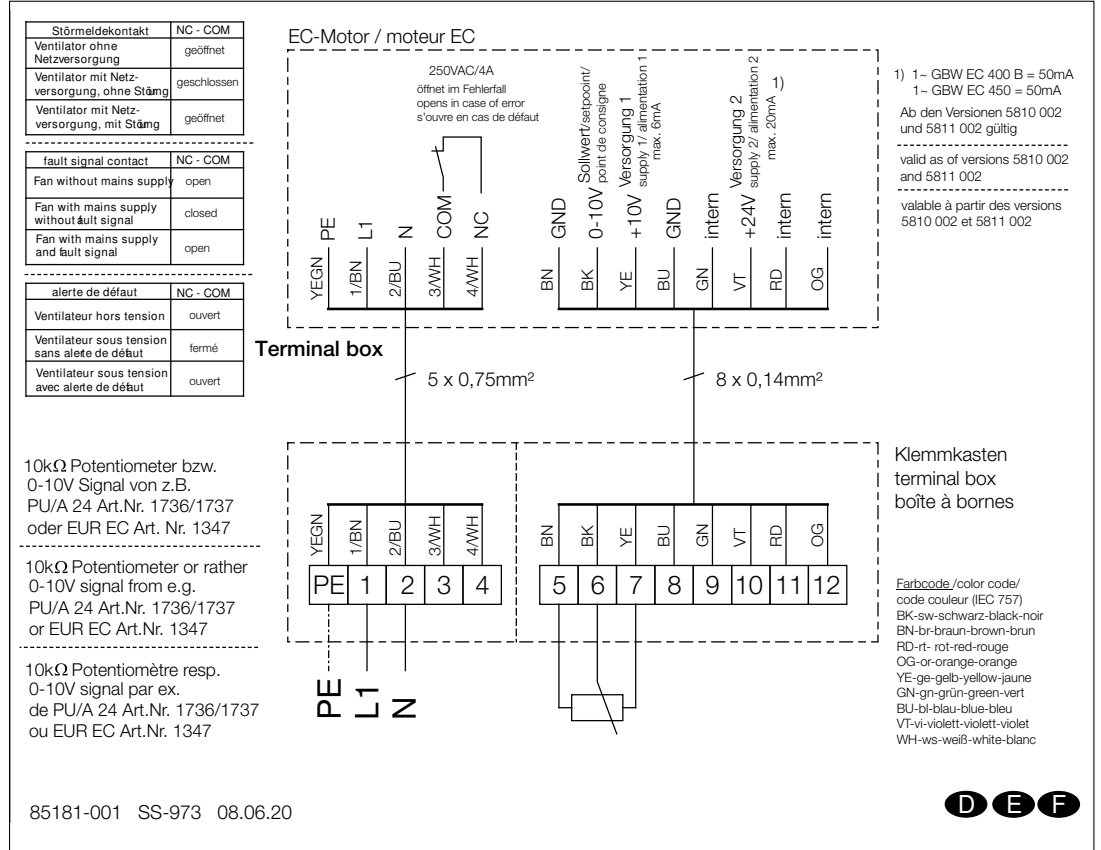 Störmeldekontakt NC - COM
Ventilator ohne
Netzversorgung
geöffnet
Ventilator mit Netz-
versorgung, ohne Störung
geschlossen
Ventilator mit Netz-
versorgung, mit Störung
geöffnet
fault signal contact NC - COM
Fan without mains supply open
Fan with mains supply
without fault signal
closed
Fan with mains supply
and fault signal
open
alerte de défaut NC - COM
Ventilateur hors tension ouvert
Ventilateur sous tension
sans alerte de défaut
fermé
Ventilateur sous tension
avec alerte de défaut
ouvert
EC-Motor / moteur EC
250VAC/4A
öffnet im Fehlerfall
opens in case of error
s'ouvre en cas de défaut
PE
L1
N
COM
NC
YEGN
1/BN
2/BU
3/WH
4/WH
GND
0-10V Sollwert/setpooint/
point de consigne
+10V Versorgung 1
supply 1/ alimentation 1
max. 6mA
GND
intern
+24V Versorgung 2
supply 2/ alimentation 2
max. 20mA 1)
intern
intern
BN
BK
YE
BU
GN
VT
RD
OG
1) 1~ GBW EC 400 B = 50mA
1~ GBW EC 450 = 50mA
Ab den Versionen 5810 002
und 5811 002 gültig
valid as of versions 5810 002
and 5811 002
valable à partir des versions
5810 002 et 5811 002
Terminal box
5 x 0,75mm²
8 x 0,14mm²
10kΩ Potentiometer bzw.
0-10V Signal von z.B.
PU/A 24 Art.Nr. 1736/1737
oder EUR EC Art. Nr. 1347
10kΩ Potentiometer or rather
0-10V signal from e.g.
PU/A 24 Art.Nr. 1736/1737
or EUR EC Art.Nr. 1347
10kΩ Potentiomètre resp.
0-10V signal par ex.
de PU/A 24 Art.Nr. 1736/1737
ou EUR EC Art.Nr. 1347
YEGN
1/BN
2/BU
3/WH
4/WH
PE 1 2 3 4
PE
L1
N
BN
BK
YE
BU
GN
VT
RD
OG
5 6 7 8 9 10 11 12
Klemmkasten
terminal box
boîte à bornes
Farbcode /color code/
code couleur (IEC 757)
BK-sw-schwarz-black-noir
BN-br-braun-brown-brun
RD-rt- rot-red-rouge
OG-or-orange-orange
YE-ge-gelb-yellow-jaune
GN-gn-grün-green-vert
BU-bl-blau-blue-bleu
VT-vi-violett-violett-violet
WH-ws-weiß-white-blanc
85181-001 SS-973 08.06.20
D E F